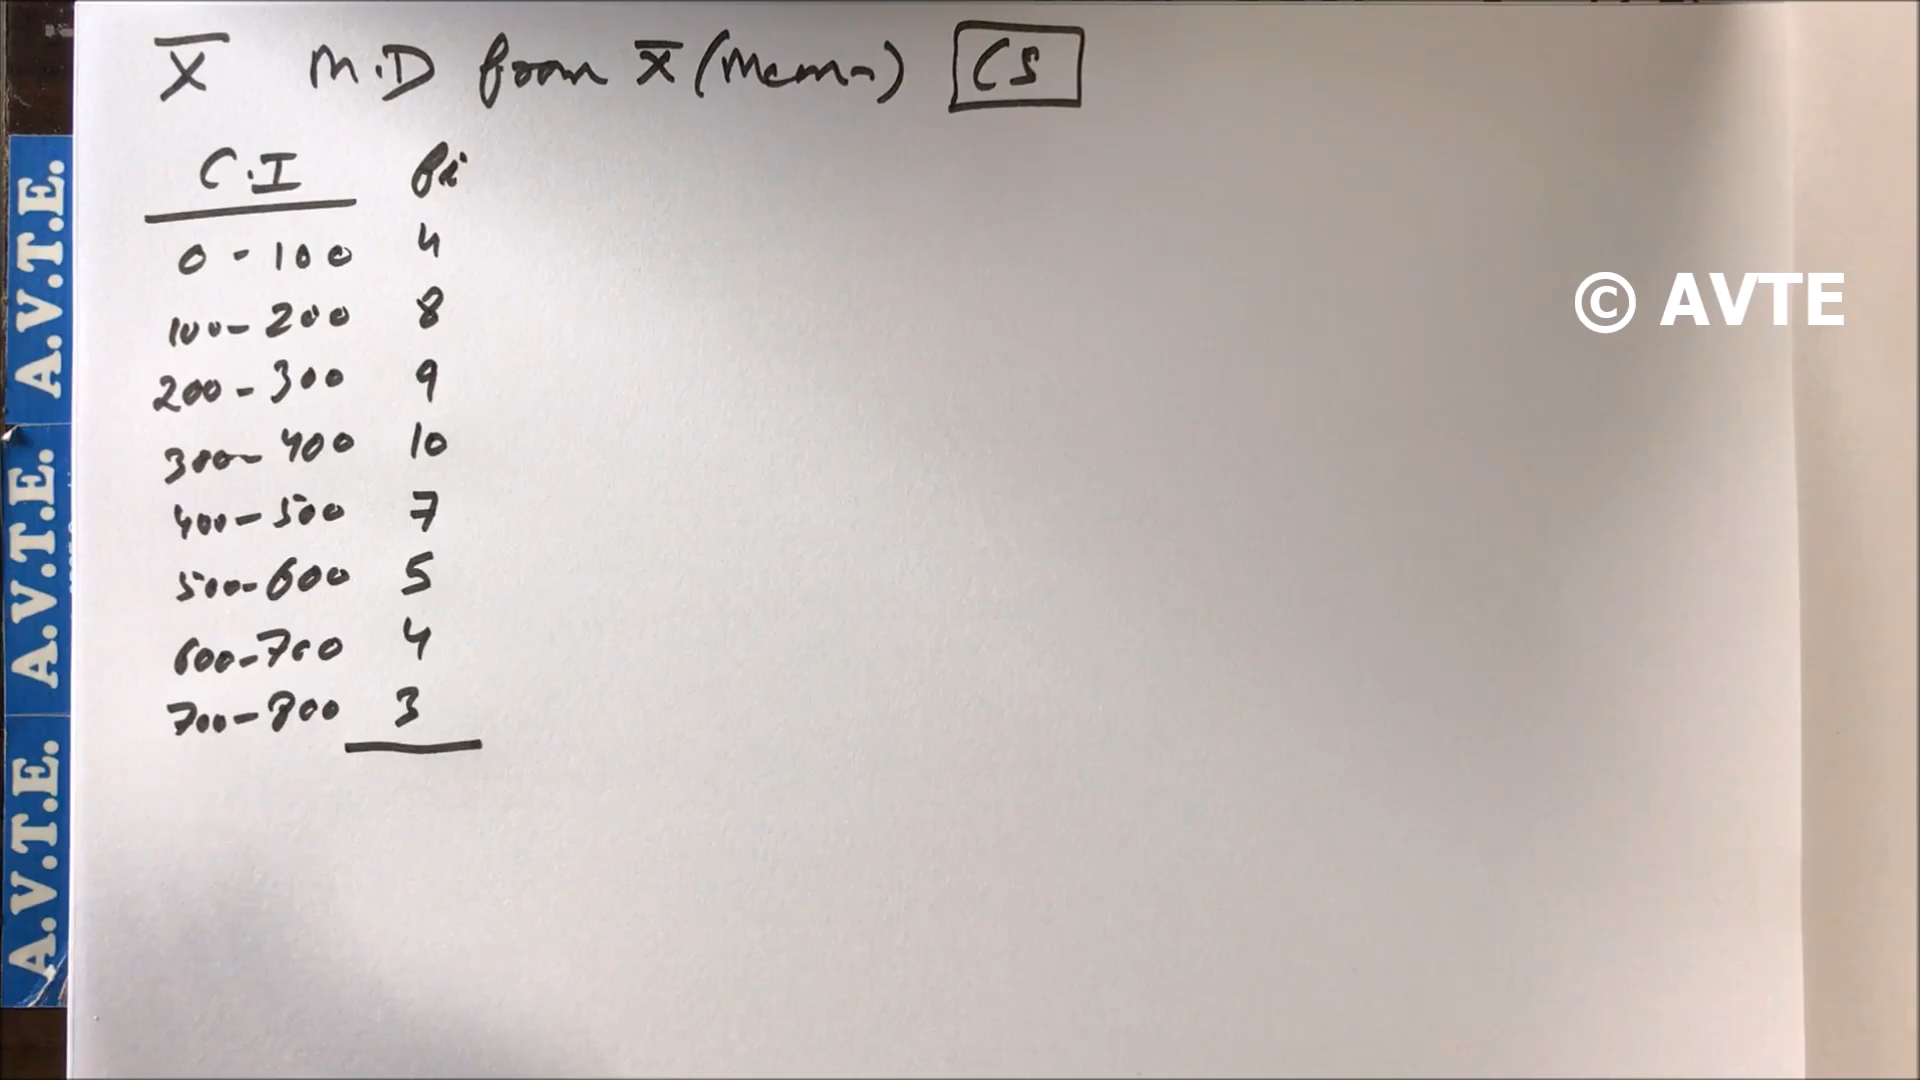 X̄ M.D from x̄ (Mean) CS
C.I fi
0 - 100 4
100 - 200 8
200 - 300 9
300 - 400 10
400 - 500 7
500 - 600 5
600 - 700 4
700 - 800 3
© AVTE
A.V.T.E.
A.V.T.E.
A.V.T.E.